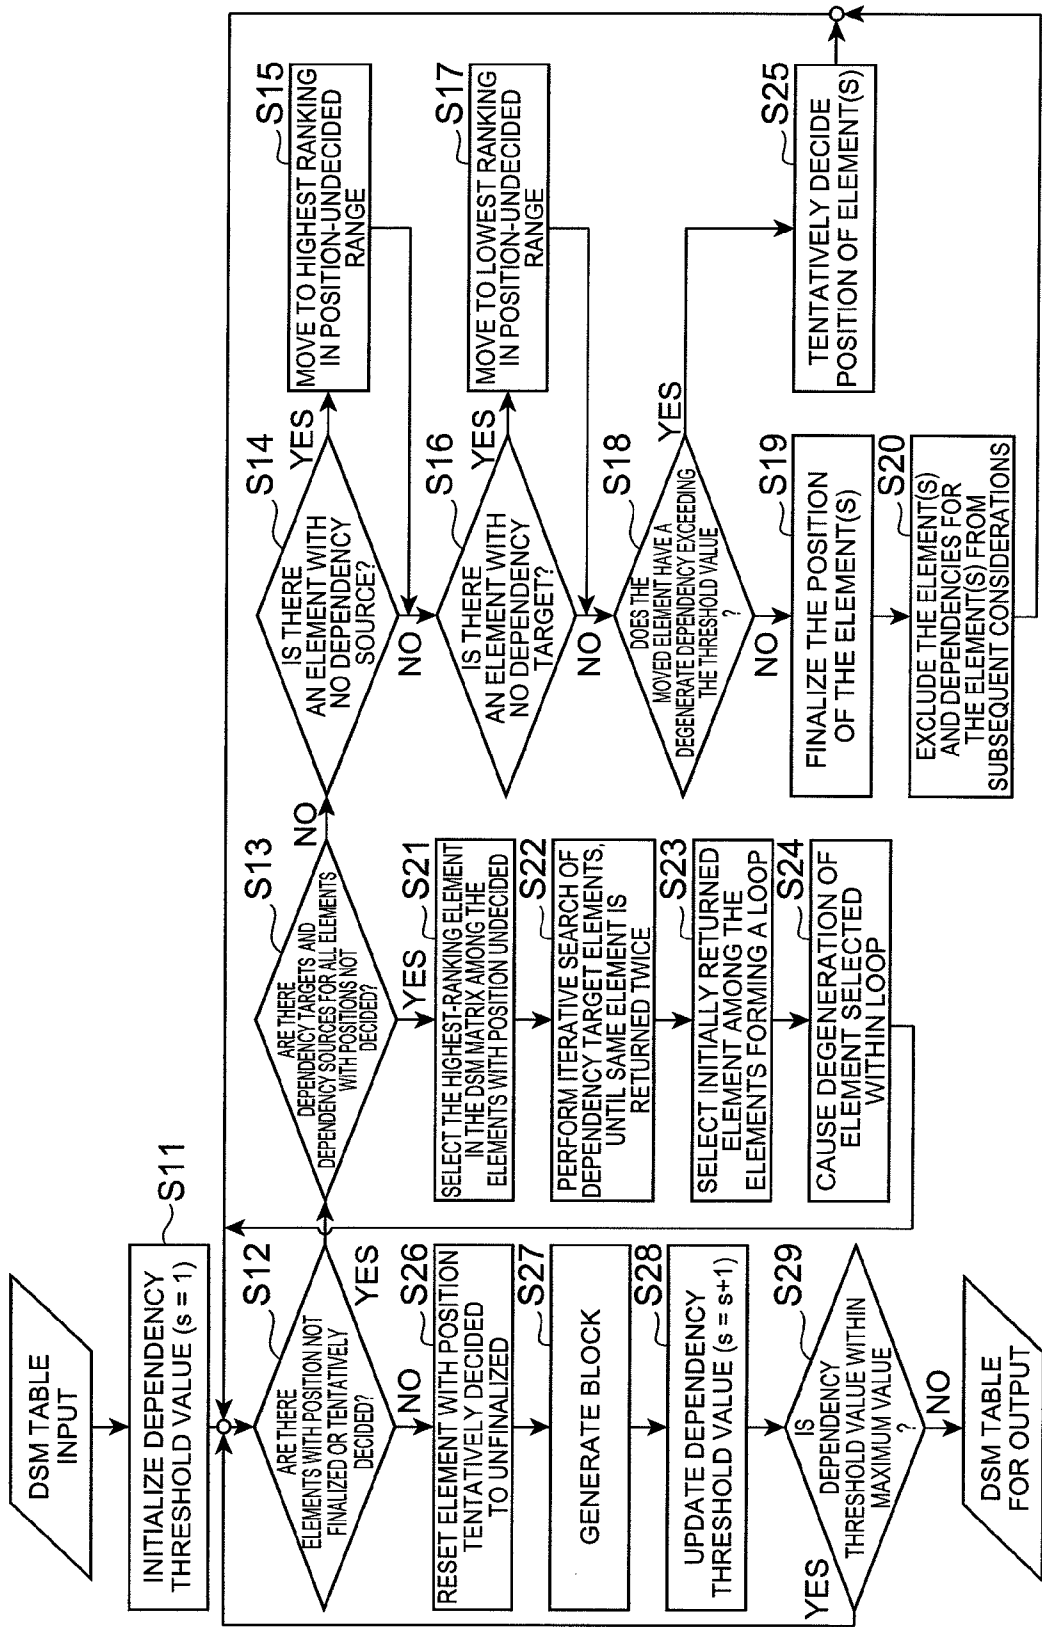 DSM TABLE
INPUT
S11
INITIALIZE DEPENDENCY
THRESHOLD VALUE (s = 1)
S12
ARE THERE
ELEMENTS WITH POSITION NOT
FINALIZED OR TENTATIVELY
DECIDED?
YES
NO
S26
RESET ELEMENT WITH POSITION
TENTATIVELY DECIDED
TO UNFINALIZED
S27
GENERATE BLOCK
S28
UPDATE DEPENDENCY
THRESHOLD VALUE (s = s+1)
S29
IS
DEPENDENCY
THRESHOLD VALUE WITHIN
MAXIMUM VALUE
?
YES
NO
DSM TABLE
FOR OUTPUT
S13
ARE THERE
DEPENDENCY TARGETS AND
DEPENDENCY SOURCES FOR ALL ELEMENTS
WITH POSITIONS NOT
DECIDED?
NO
YES
S21
SELECT THE HIGHEST-RANKING ELEMENT
IN THE DSM MATRIX AMONG THE
ELEMENTS WITH POSITION UNDECIDED
S22
PERFORM ITERATIVE SEARCH OF
DEPENDENCY TARGET ELEMENTS,
UNTIL SAME ELEMENT IS
RETURNED TWICE
S23
SELECT INITIALLY RETURNED
ELEMENT AMONG THE
ELEMENTS FORMING A LOOP
S24
CAUSE DEGENERATION OF
ELEMENT SELECTED
WITHIN LOOP
S14
IS THERE
AN ELEMENT WITH
NO DEPENDENCY
SOURCE?
YES
NO
S15
MOVE TO HIGHEST RANKING
IN POSITION-UNDECIDED
RANGE
S16
IS THERE
AN ELEMENT WITH
NO DEPENDENCY
TARGET?
YES
NO
S17
MOVE TO LOWEST RANKING
IN POSITION-UNDECIDED
RANGE
S18
DOES THE
MOVED ELEMENT HAVE A
DEGENERATE DEPENDENCY EXCEEDING
THE THRESHOLD VALUE
?
YES
NO
S19
FINALIZE THE POSITION
OF THE ELEMENT(S)
S20
EXCLUDE THE ELEMENT(S)
AND DEPENDENCIES FOR
THE ELEMENT(S) FROM
SUBSEQUENT CONSIDERATIONS
S25
TENTATIVELY DECIDE
POSITION OF ELEMENT(S)